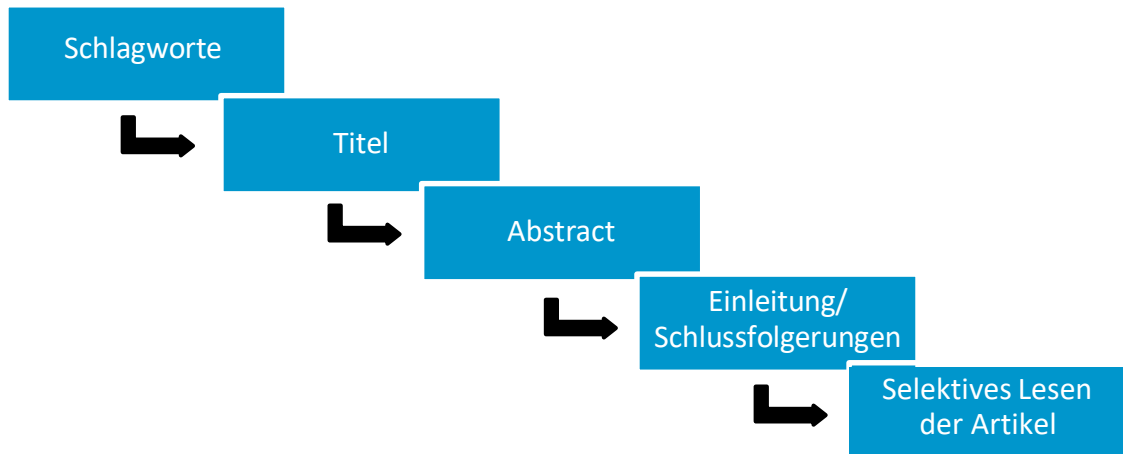 Schlagworte
Titel
Abstract
Einleitung/
Schlussfolgerungen
Selektives Lesen
der Artikel